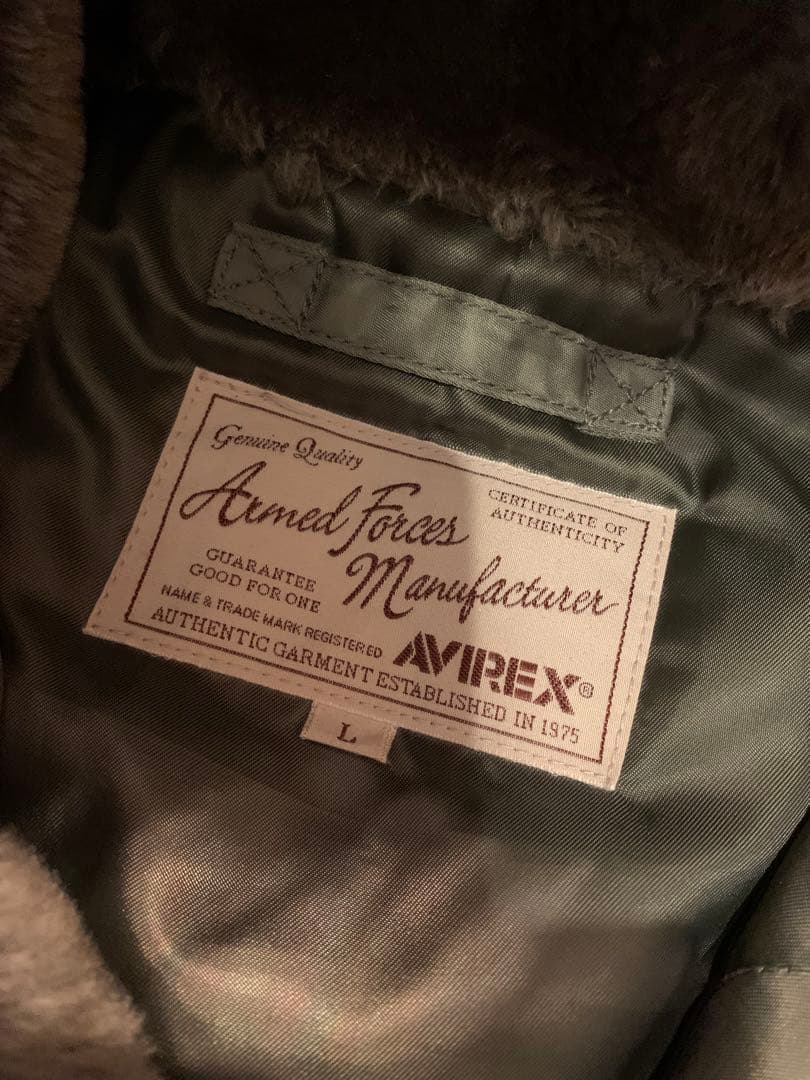 Genuine Quality
Armed Forces
CERTIFICATE OF
AUTHENTICITY
GUARANTEE
GOOD FOR ONE
Manufacturer
NAME & TRADE MARK REGISTERED
AVIREX®
AUTHENTIC GARMENT ESTABLISHED IN 1975
L